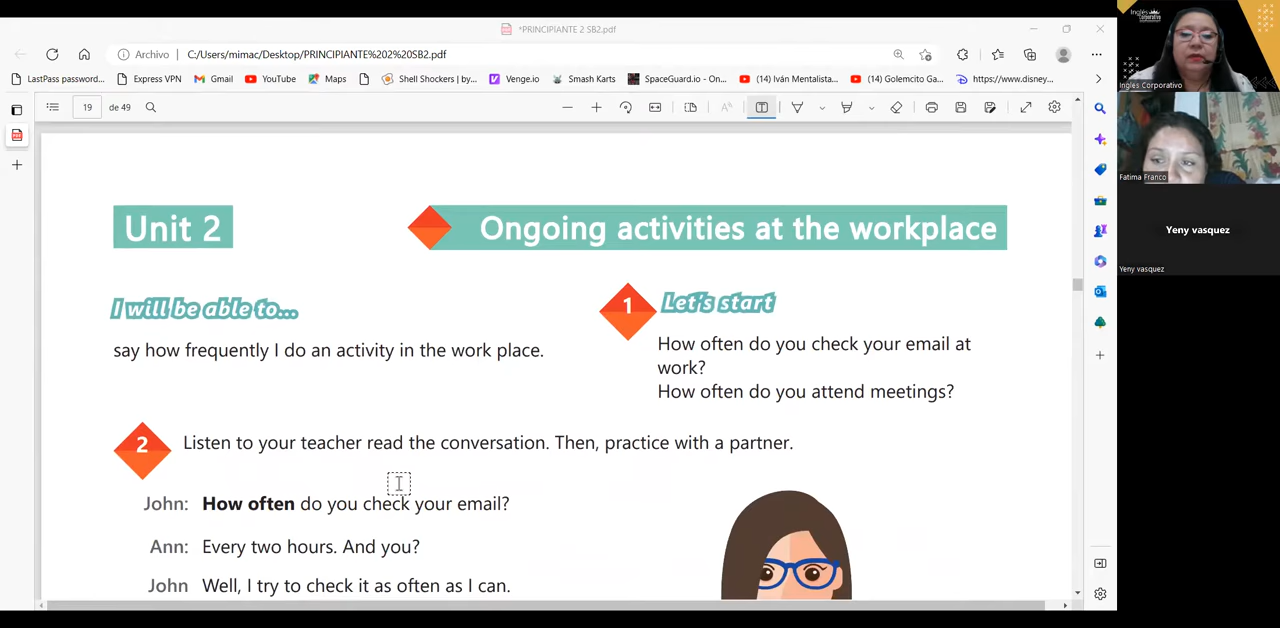 *PRINCIPIANTE 2 SB2.pdf
Archivo
C:/Users/mimac/Desktop/PRINCIPIANTE%202%20SB2.pdf
LastPass password...
Express VPN
Gmail
YouTube
Maps
Shell Shockers | by...
Venge.io
Smash Karts
SpaceGuard.io - On...
(14) Iván Mentalista...
(14) Golemcito Ga...
https://www.disney...
19
de 49
Unit 2
Ongoing activities at the workplace
I will be able to...
say how frequently I do an activity in the work place.
1
Let's start
How often do you check your email at
work?
How often do you attend meetings?
2
Listen to your teacher read the conversation. Then, practice with a partner.
John: How often do you check your email?
Ann: Every two hours. And you?
John Well, I try to check it as often as I can.
Inglés
Corporativo
Ingles Corporativo
Fatima Franco
Yeny vasquez
Yeny vasquez